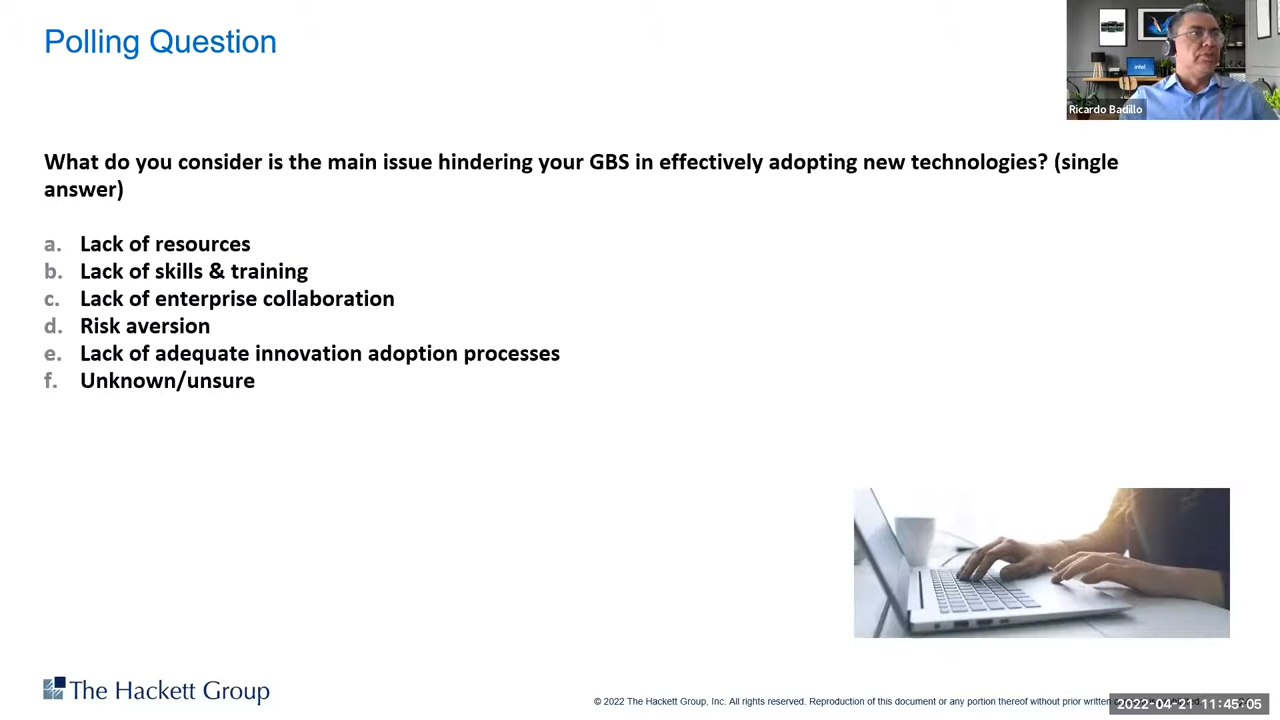 Polling Question
intel
Ricardo Badillo
What do you consider is the main issue hindering your GBS in effectively adopting new technologies? (single
answer)
a. Lack of resources
b. Lack of skills & training
c. Lack of enterprise collaboration
d. Risk aversion
e. Lack of adequate innovation adoption processes
f. Unknown/unsure
The Hackett Group
© 2022 The Hackett Group, Inc. All rights reserved. Reproduction of this document or any portion thereof without prior written
2022-04-21 11:45:05